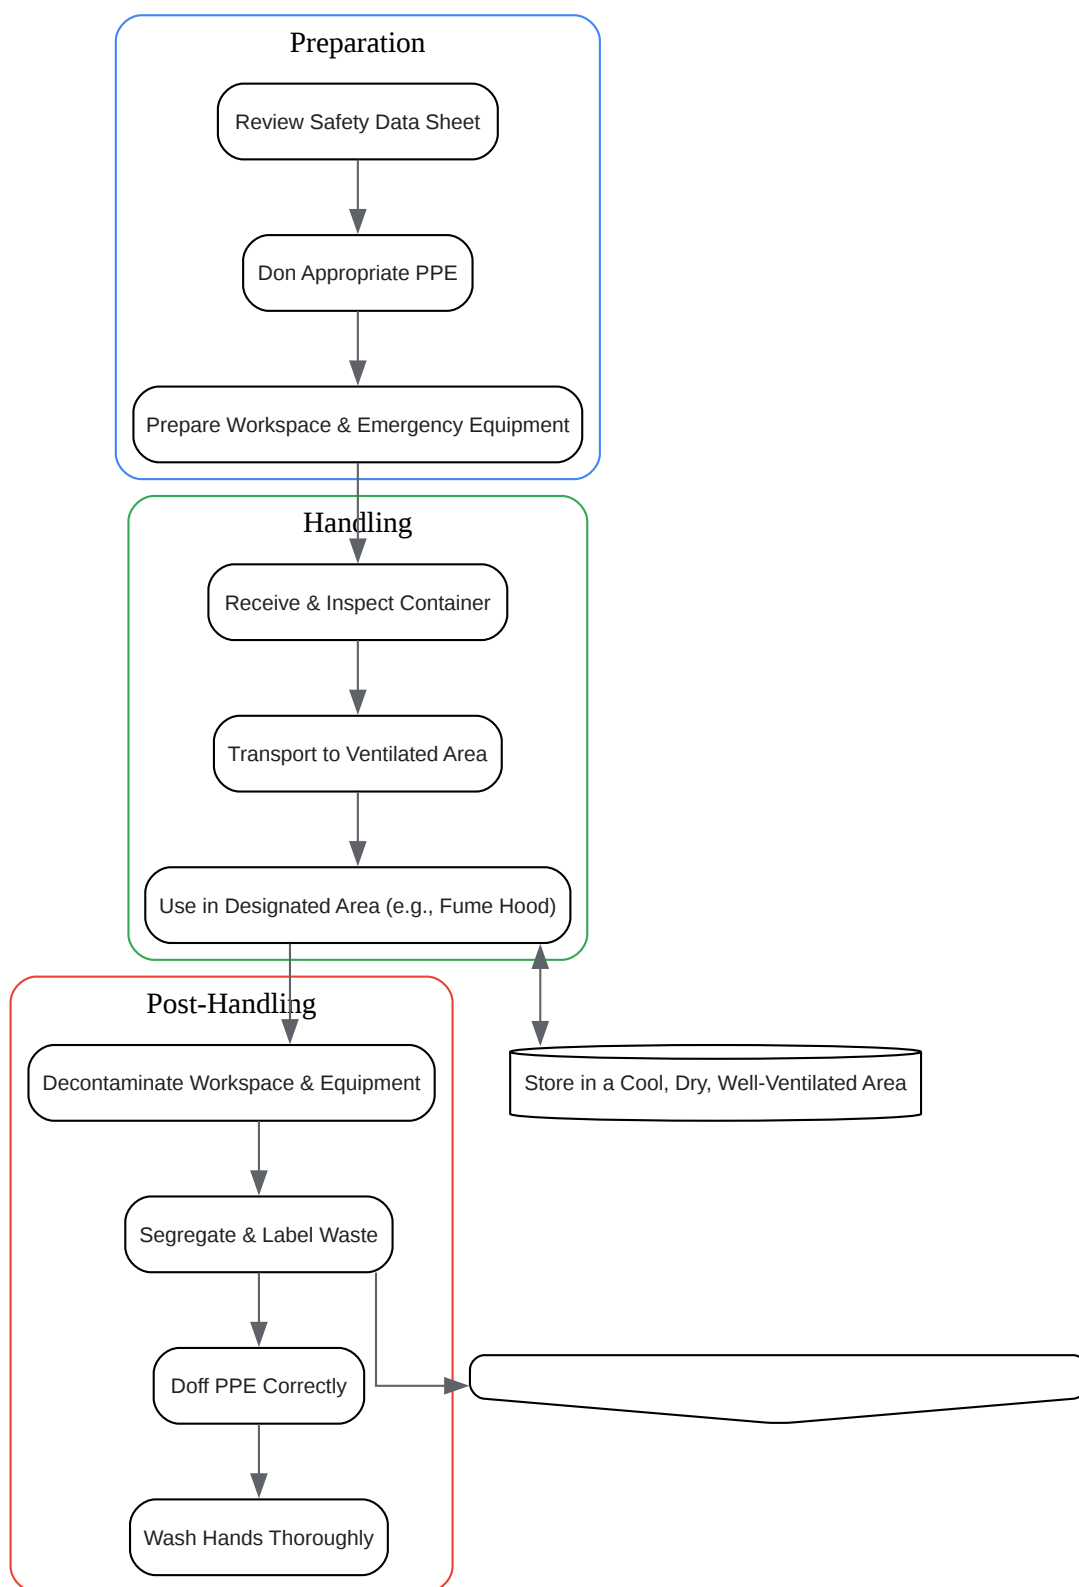 Preparation
Review Safety Data Sheet
Don Appropriate PPE
Prepare Workspace & Emergency Equipment
Handling
Receive & Inspect Container
Transport to Ventilated Area
Use in Designated Area (e.g., Fume Hood)
Post-Handling
Decontaminate Workspace & Equipment
Store in a Cool, Dry, Well-Ventilated Area
Segregate & Label Waste
Doff PPE Correctly
Wash Hands Thoroughly